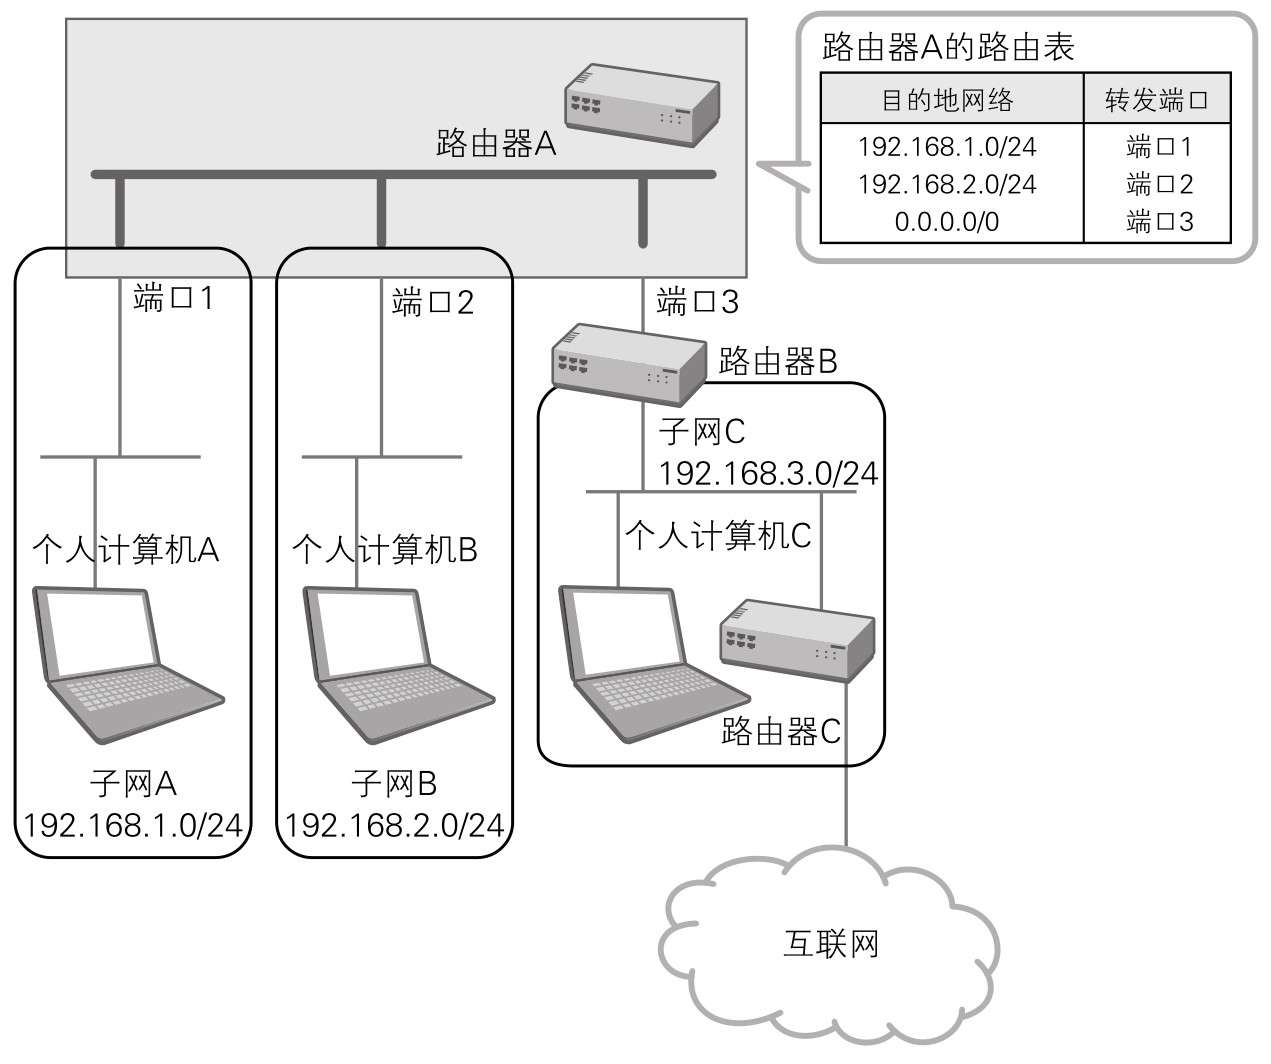 路由器A的路由表
目的地网络 转发端口
192.168.1.0/24 端口1
192.168.2.0/24 端口2
0.0.0.0/0 端口3
路由器A
端口1
端口2
端口3
路由器B
子网C
192.168.3.0/24
个人计算机A
个人计算机B
个人计算机C
路由器C
子网A
192.168.1.0/24
子网B
192.168.2.0/24
互联网